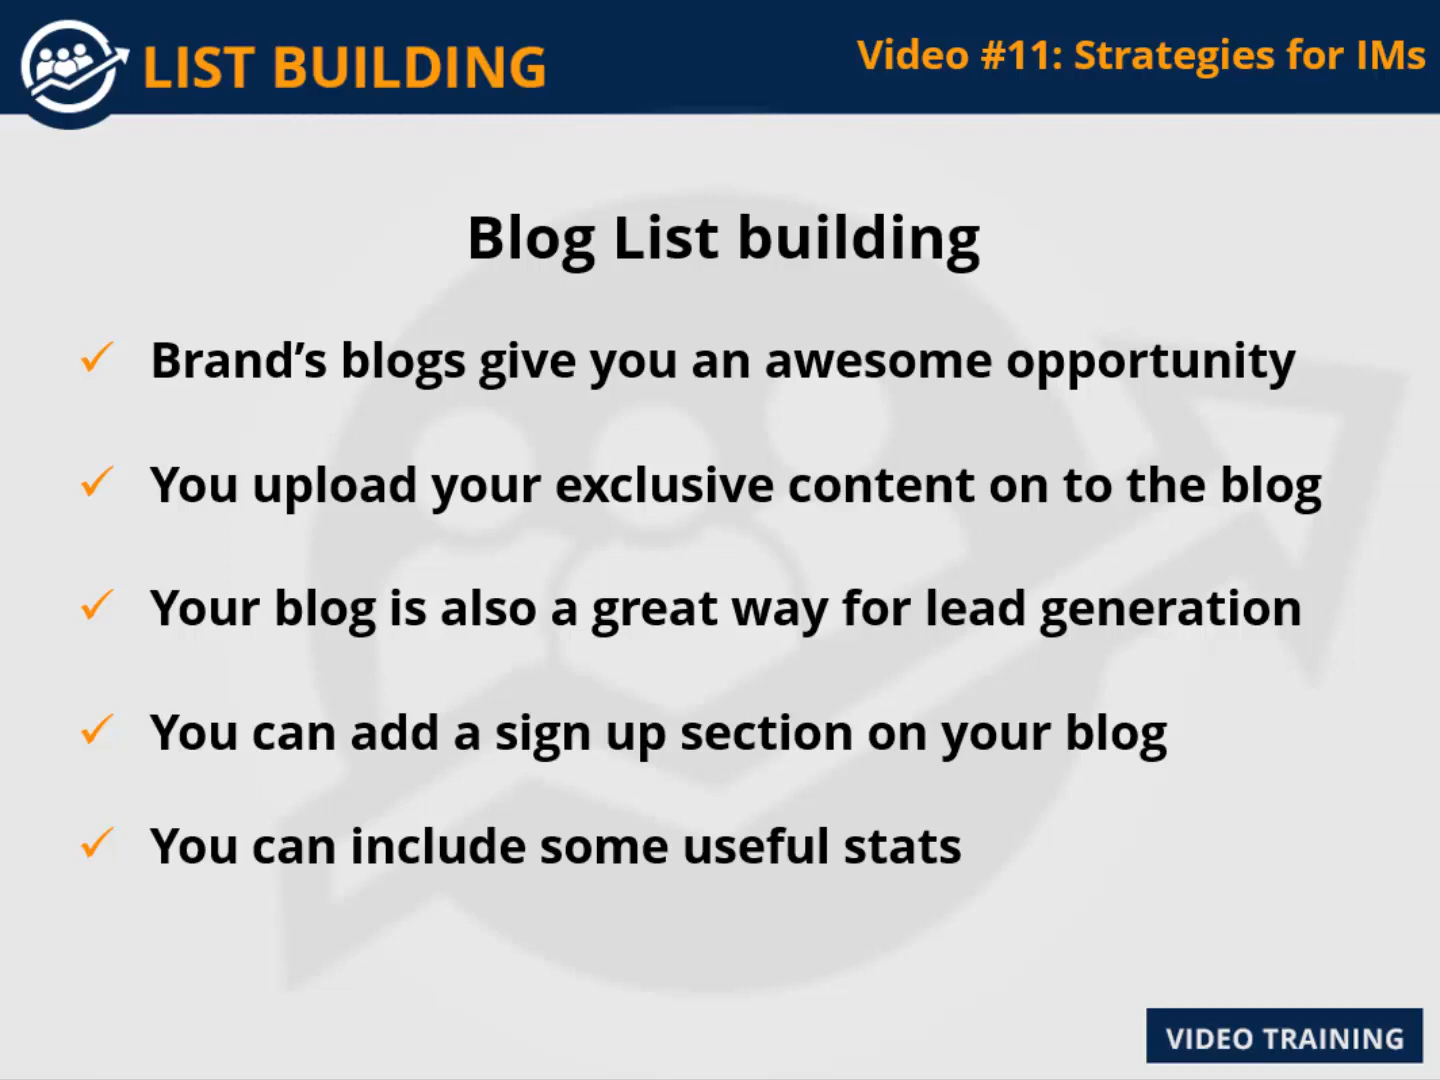 LIST BUILDING
Video #11: Strategies for IMs
Blog List building
Brand’s blogs give you an awesome opportunity
You upload your exclusive content on to the blog
Your blog is also a great way for lead generation
You can add a sign up section on your blog
You can include some useful stats
VIDEO TRAINING